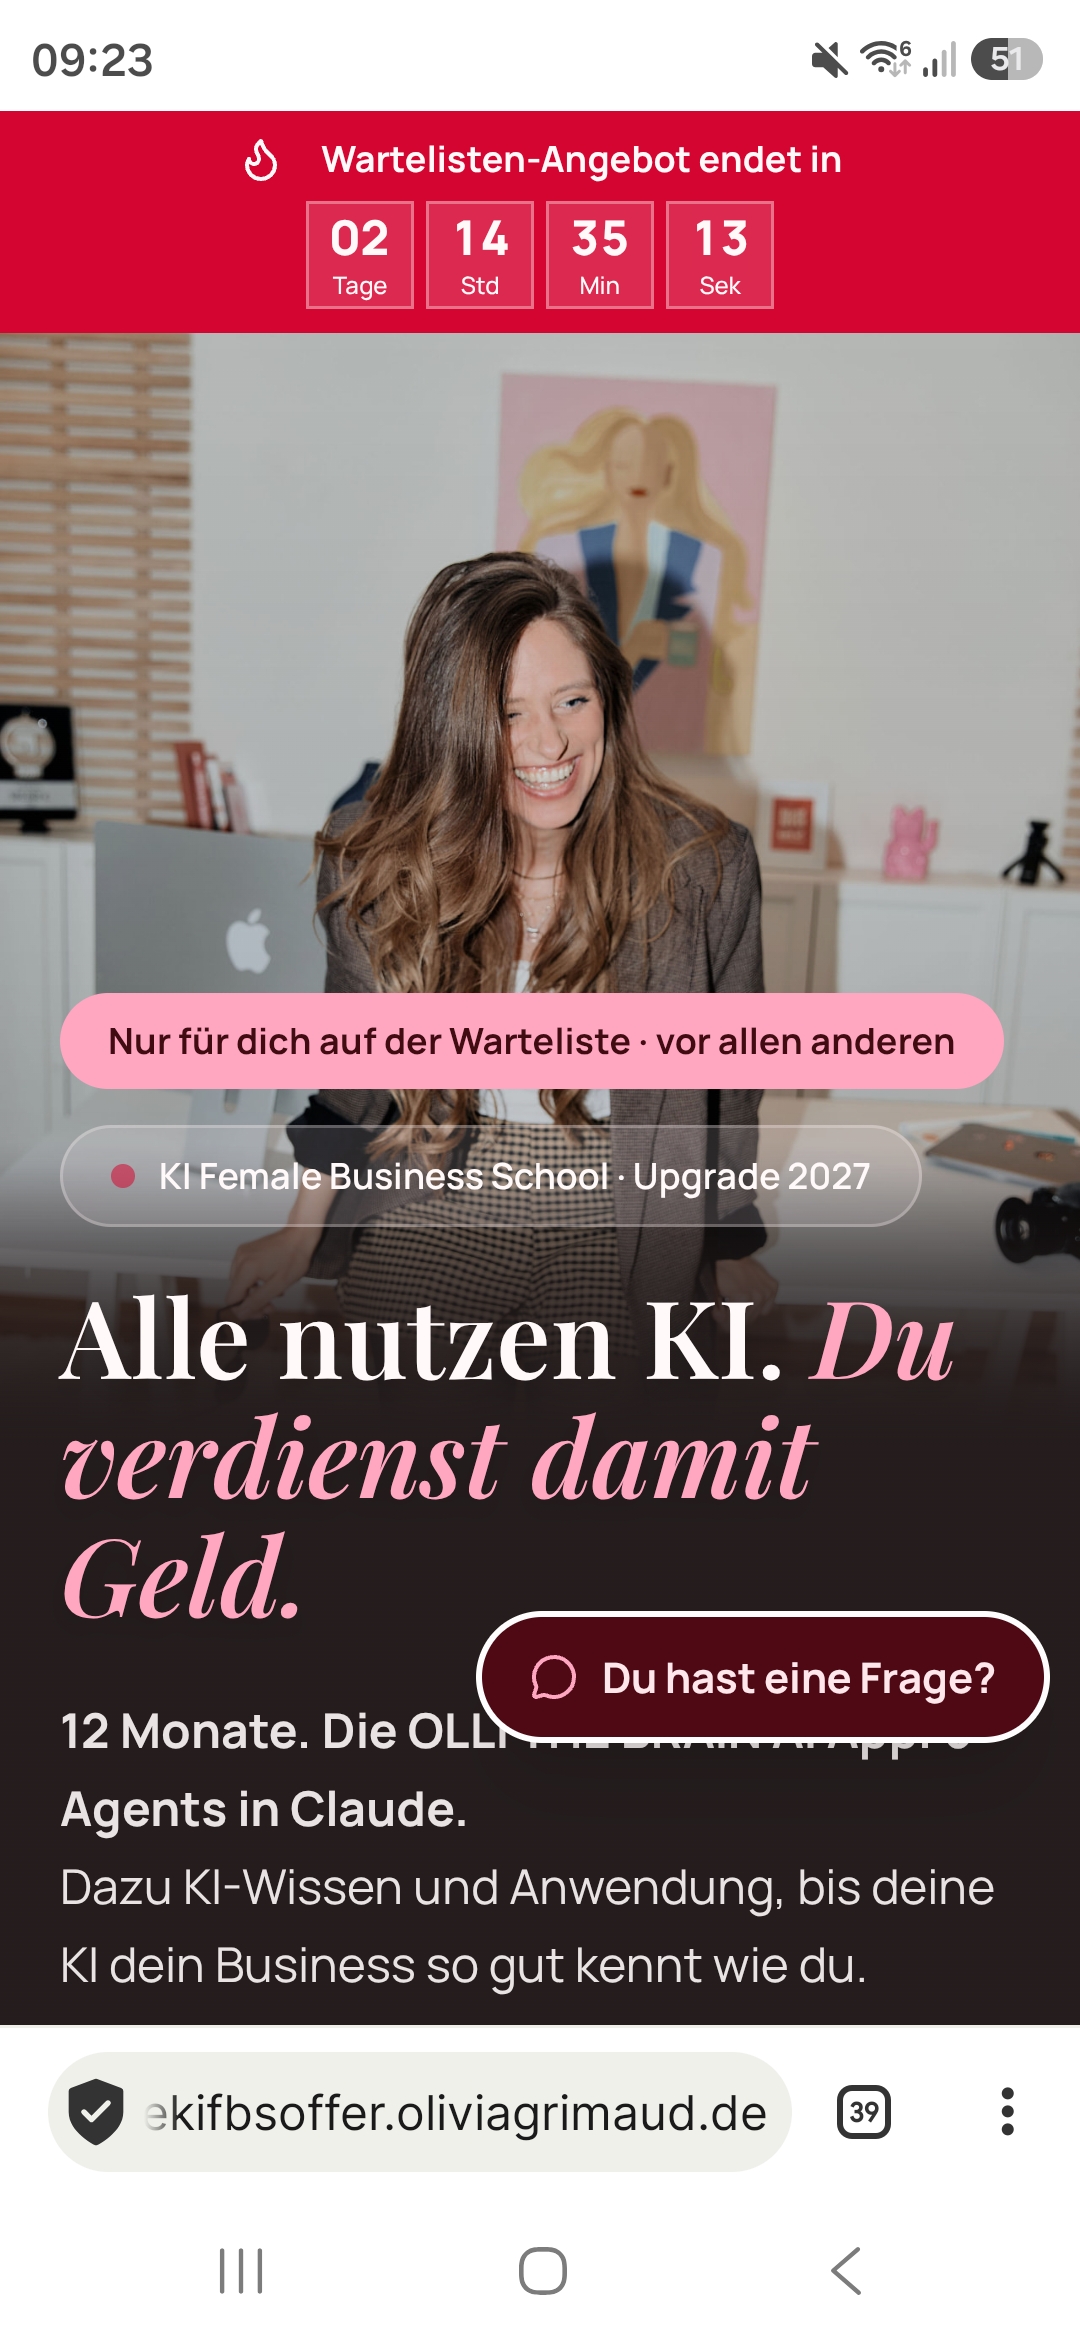 09:23
6
51
Wartelisten-Angebot endet in
02 14 35 13
Tage Std Min Sek
Nur für dich auf der Warteliste · vor allen anderen
KI Female Business School · Upgrade 2027
Alle nutzen KI. Du
verdienst damit
Geld.
Du hast eine Frage?
12 Monate. Die
Agents in Claude.
Dazu KI-Wissen und Anwendung, bis deine
KI dein Business so gut kennt wie du.
ekifbsoffer.oliviagrimaud.de
39